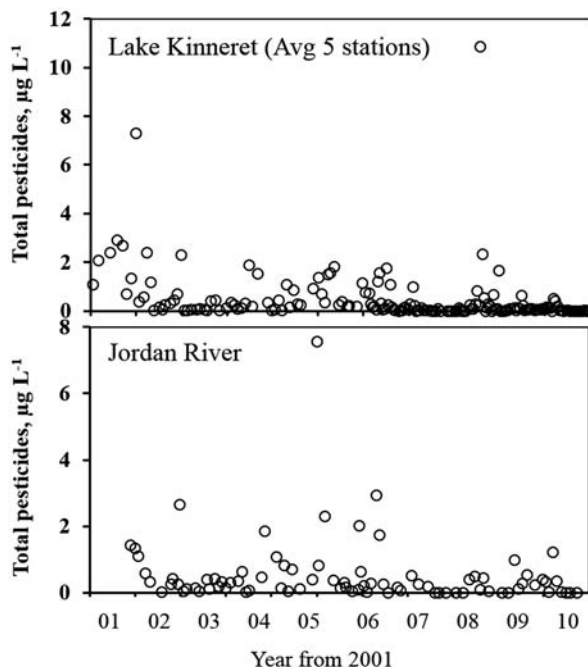 12
10
8
6
4
2
0
Total pesticides, µg L-1
Lake Kinneret (Avg 5 stations)
8
6
4
2
0
Total pesticides, µg L-1
Jordan River
01 02 03 04 05 06 07 08 09 10
Year from 2001